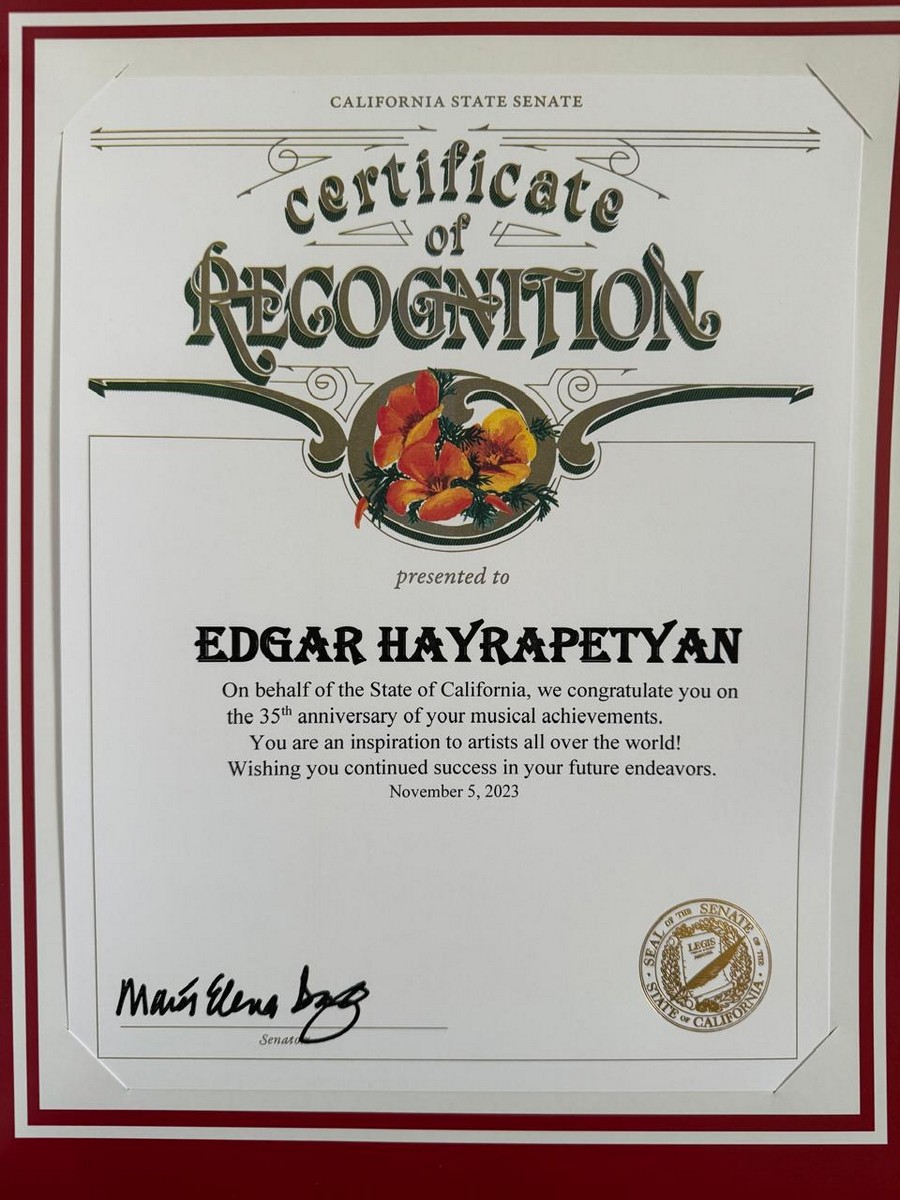 CALIFORNIA STATE SENATE
certificate
of
RECOGNITION
presented to
EDGAR HAYRAPETYAN
On behalf of the State of California, we congratulate you on
the 35th anniversary of your musical achievements.
You are an inspiration to artists all over the world!
Wishing you continued success in your future endeavors.
November 5, 2023
Maria Elena
Senator
SEAL OF THE SENATE OF THE STATE OF CALIFORNIA
LEGIS